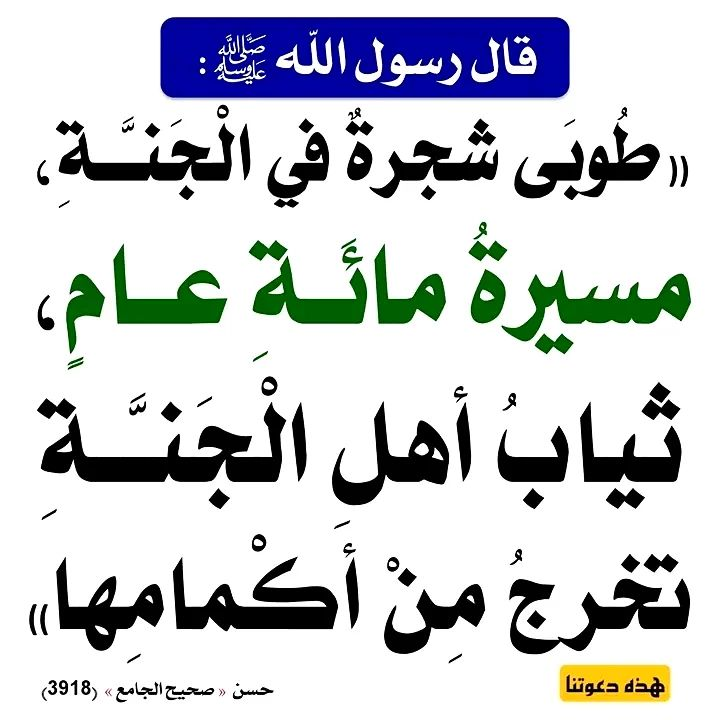 قال رسول الله ﷺ :
(( طُوبَى شجرةٌ في الْجَنَّـةِ ،
مسيرةُ مائَـةِ عـامٍ ،
ثيابُ أهلِ الْجَنَّـةِ
تخرجُ مِنْ أَكْمامِها ))
حسن « صحيح الجامع » (3918)
هذه دعوتنا